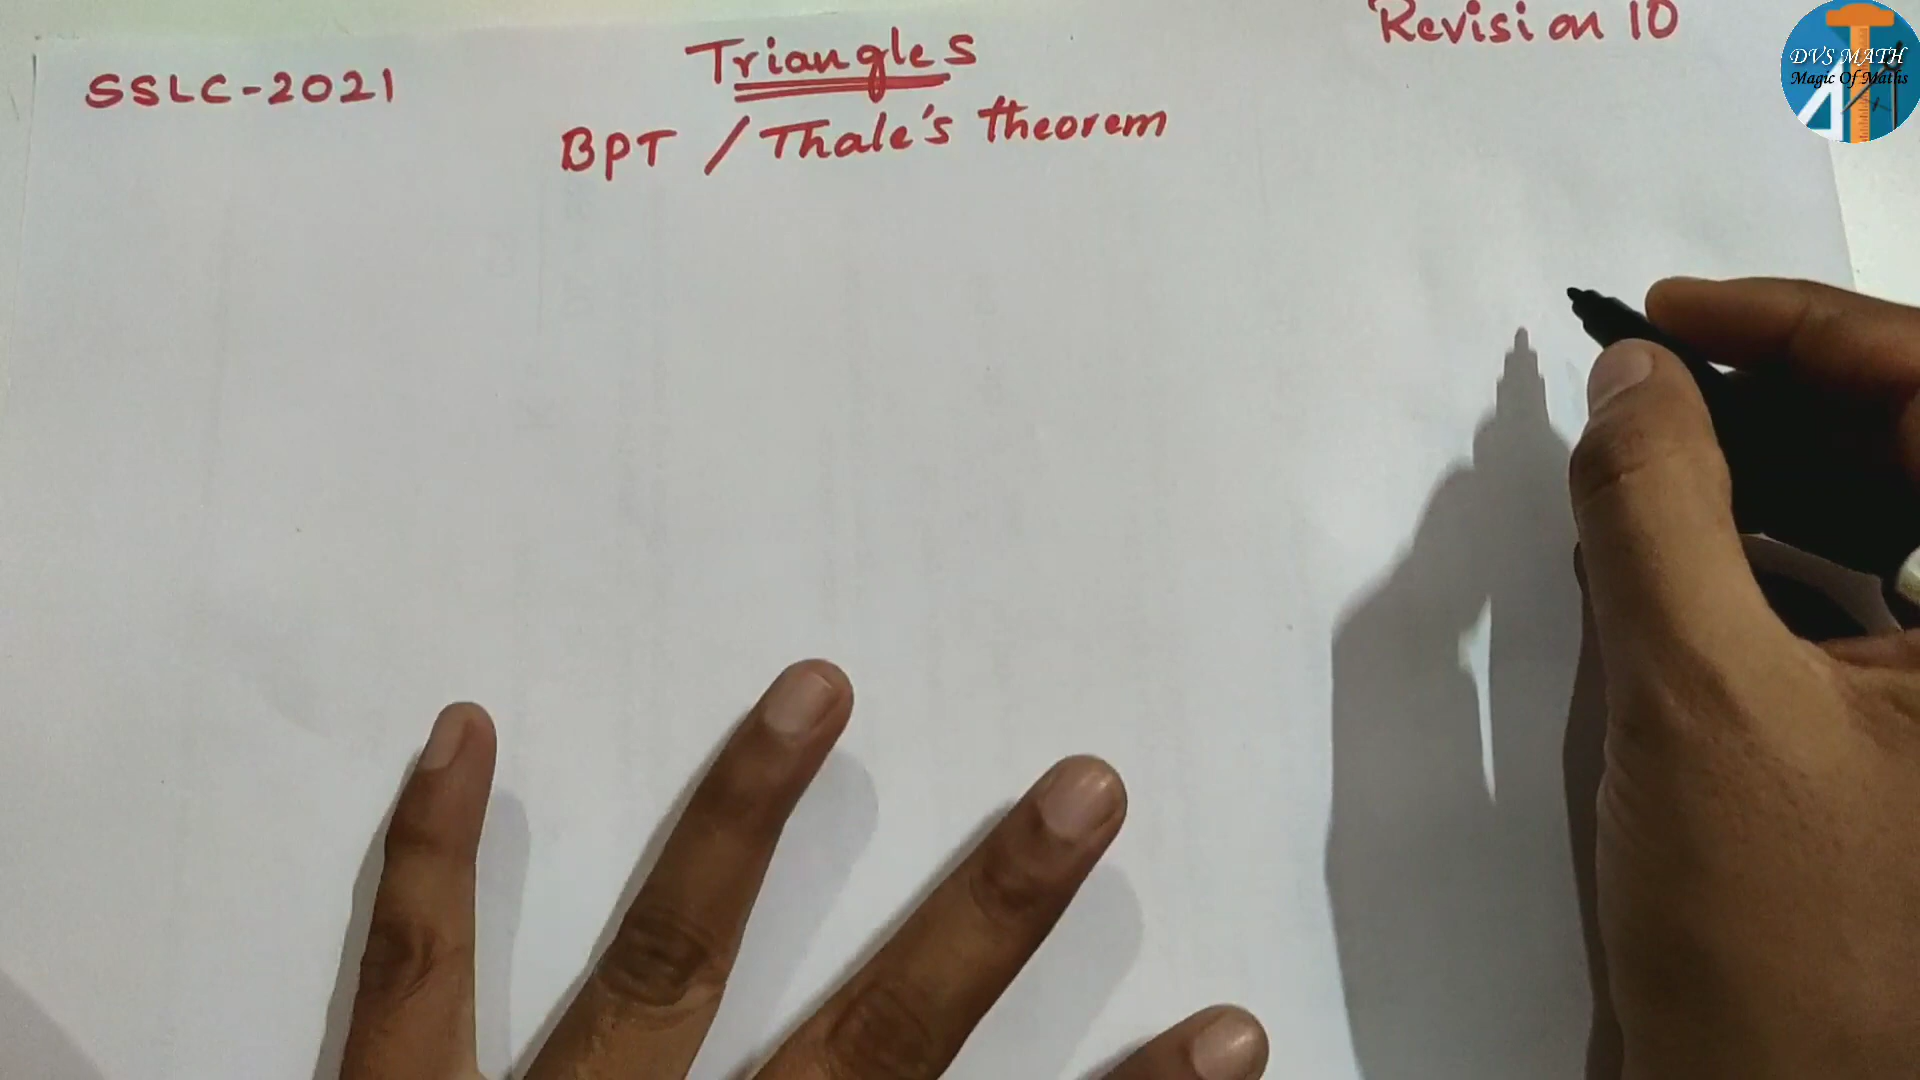 SSLC-2021
Triangles
Revision 10
BPT / Thale's theorem
DVS MATH
Magic Of Maths